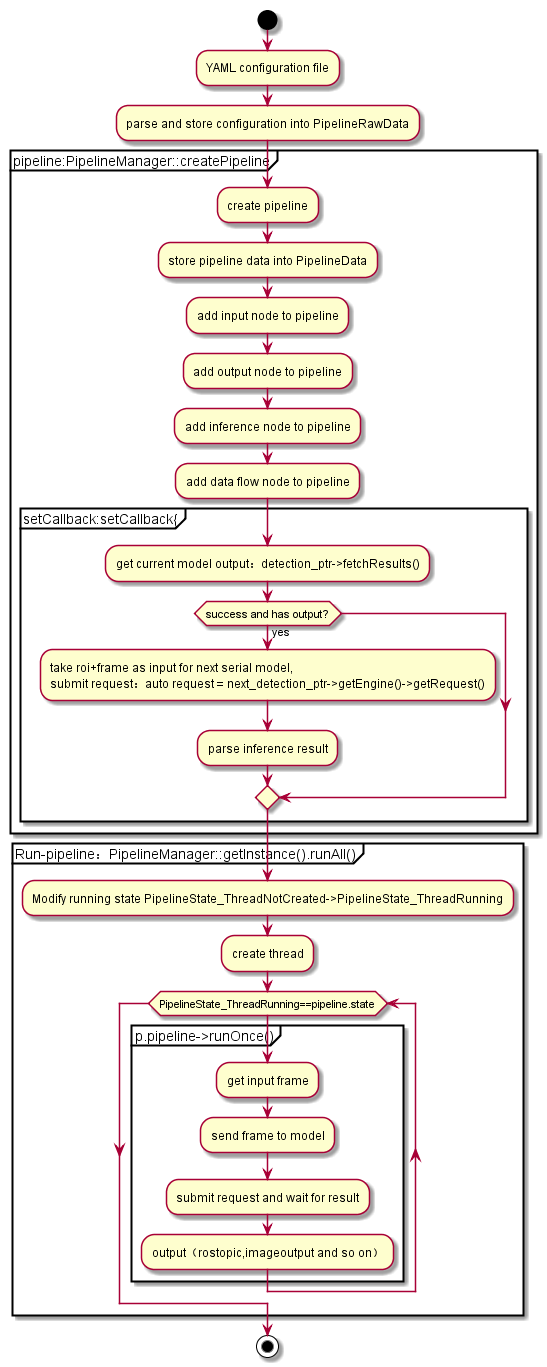 YAML configuration file
parse and store configuration into PipelineRawData
pipeline:PipelineManager::createPipeline
create pipeline
store pipeline data into PipelineData
add input node to pipeline
add output node to pipeline
add inference node to pipeline
add data flow node to pipeline
setCallback:setCallback{
get current model output：detection_ptr->fetchResults()
success and has output?
yes
take roi+frame as input for next serial model,
submit request：auto request = next_detection_ptr->getEngine()->getRequest()
parse inference result
Run-pipeline：PipelineManager::getInstance().runAll()
Modify running state PipelineState_ThreadNotCreated->PipelineState_ThreadRunning
create thread
PipelineState_ThreadRunning==pipeline.state
p.pipeline->runOnce()
get input frame
send frame to model
submit request and wait for result
output（rostopic,imageoutput and so on）